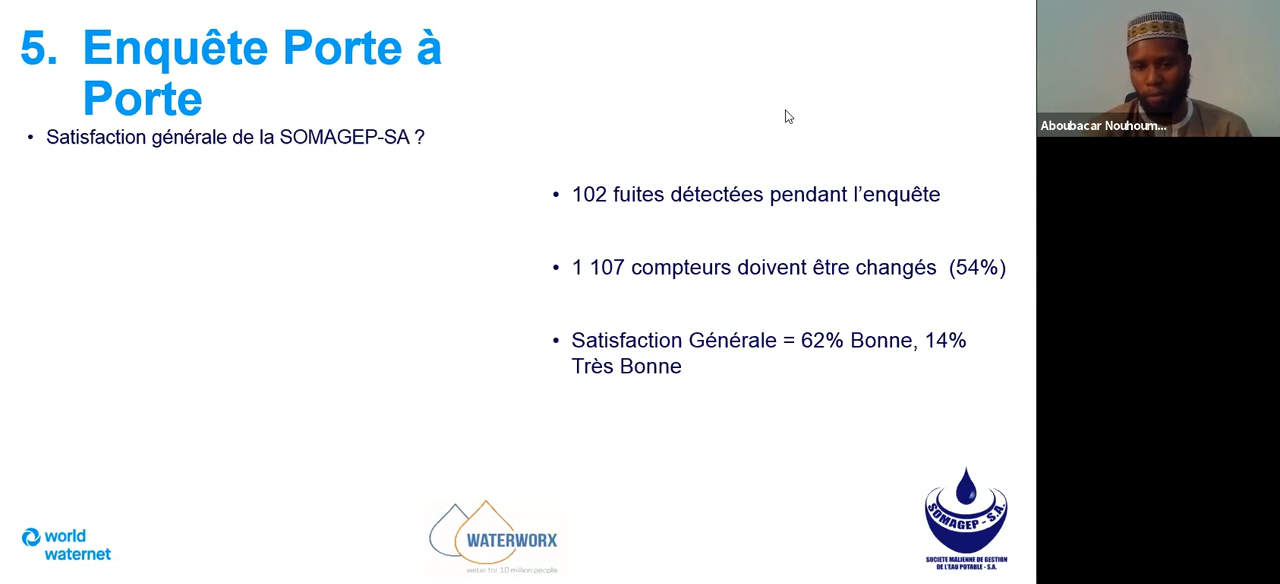 5. Enquête Porte à
Porte
• Satisfaction générale de la SOMAGEP-SA ?
• 102 fuites détectées pendant l’enquête
• 1 107 compteurs doivent être changés (54%)
• Satisfaction Générale = 62% Bonne, 14%
Très Bonne
Aboubacar Nouhoum...
world
waternet
WATERWORX
water for 10 million people
SOMAGEP - S.A.
SOCIETE MALIENNE DE GESTION
DE L'EAU POTABLE - S.A.